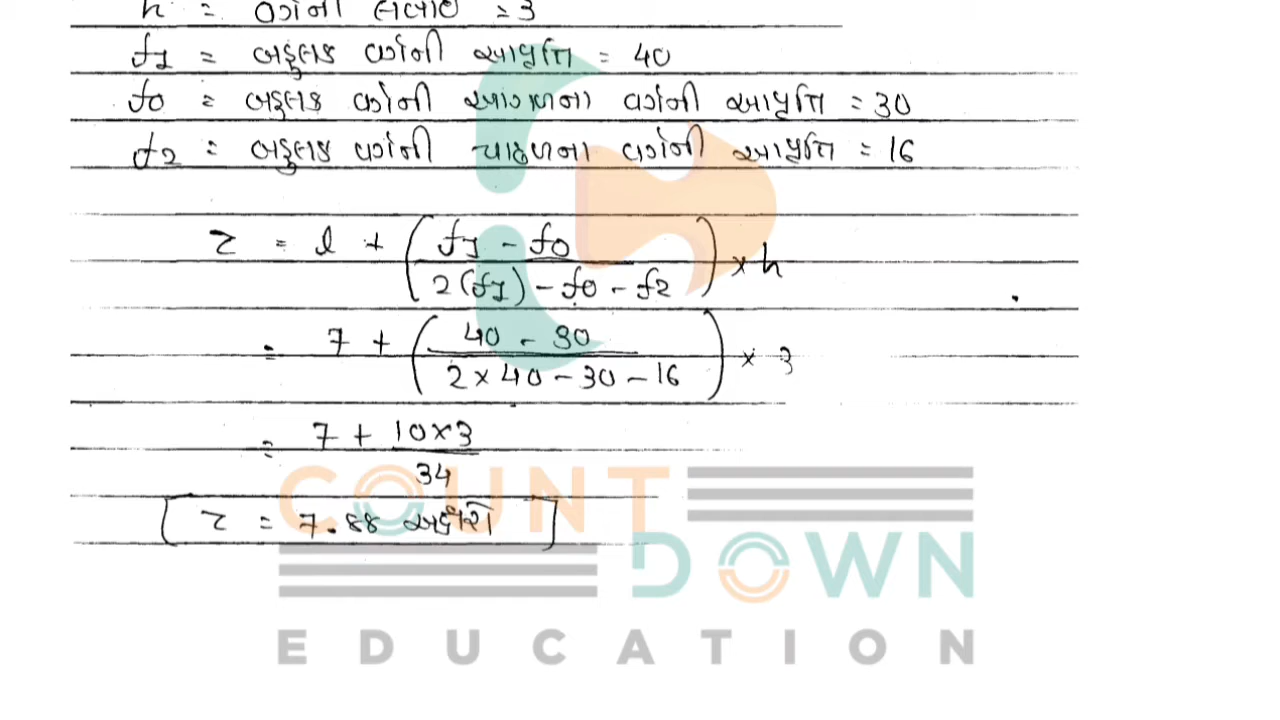 h = વર્ગની લંબાઈ = 3
f1 = બહુલક વર્ગની આવૃત્તિ = 40
f0 = બહુલક વર્ગની આગળના વર્ગની આવૃત્તિ = 30
f2 = બહુલક વર્ગની પાછળના વર્ગની આવૃત્તિ = 16
Z = l + ( f1 - f0 / 2(f1) - f0 - f2 ) × h
= 7 + ( 40 - 30 / 2 × 40 - 30 - 16 ) × 3
= 7 + 10×3 / 34
Z = 7.88 અક્ષરો
COUNT
DOWN
EDUCATION